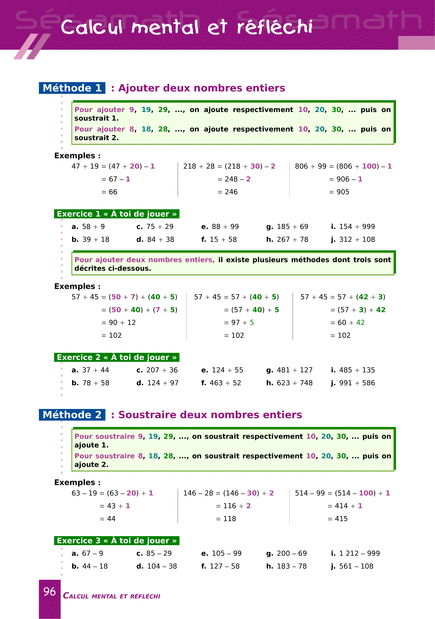 Sésamath Sésamath
Calcul mental et réfléchi
Méthode 1 : Ajouter deux nombres entiers
Pour ajouter 9, 19, 29, ..., on ajoute respectivement 10, 20, 30, ... puis on
soustrait 1.
Pour ajouter 8, 18, 28, ..., on ajoute respectivement 10, 20, 30, ... puis on
soustrait 2.
Exemples :
47 + 19 = (47 + 20) – 1 218 + 28 = (218 + 30) – 2 806 + 99 = (806 + 100) – 1
= 67 – 1 = 248 – 2 = 906 – 1
= 66 = 246 = 905
Exercice 1 « À toi de jouer »
a. 58 + 9 c. 75 + 29 e. 88 + 99 g. 185 + 69 i. 154 + 999
b. 39 + 18 d. 84 + 38 f. 15 + 58 h. 267 + 78 j. 312 + 108
Pour ajouter deux nombres entiers, il existe plusieurs méthodes dont trois sont
décrites ci-dessous.
Exemples :
57 + 45 = (50 + 7) + (40 + 5) 57 + 45 = 57 + (40 + 5) 57 + 45 = 57 + (42 + 3)
= (50 + 40) + (7 + 5) = (57 + 40) + 5 = (57 + 3) + 42
= 90 + 12 = 97 + 5 = 60 + 42
= 102 = 102 = 102
Exercice 2 « À toi de jouer »
a. 37 + 44 c. 207 + 36 e. 124 + 55 g. 481 + 127 i. 485 + 135
b. 78 + 58 d. 124 + 97 f. 463 + 52 h. 623 + 748 j. 991 + 586
Méthode 2 : Soustraire deux nombres entiers
Pour soustraire 9, 19, 29, ..., on soustrait respectivement 10, 20, 30, ... puis on
ajoute 1.
Pour soustraire 8, 18, 28, ..., on soustrait respectivement 10, 20, 30, ... puis on
ajoute 2.
Exemples :
63 – 19 = (63 – 20) + 1 146 – 28 = (146 – 30) + 2 514 – 99 = (514 – 100) + 1
= 43 + 1 = 116 + 2 = 414 + 1
= 44 = 118 = 415
Exercice 3 « À toi de jouer »
a. 67 – 9 c. 85 – 29 e. 105 – 99 g. 200 – 69 i. 1 212 – 999
b. 44 – 18 d. 104 – 38 f. 127 – 58 h. 183 – 78 j. 561 – 108
96 CALCUL MENTAL ET RÉFLÉCHI